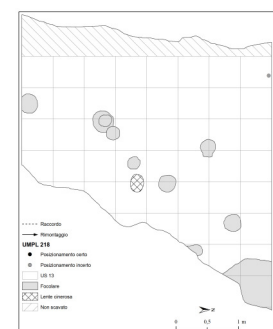 Raccordo
Rimontaggio
UMPL 218
Posizionamento certo
Posizionamento incerto
US 13
Focolare
Lente cinerosa
Non scavato
N
0 0,5 1 m